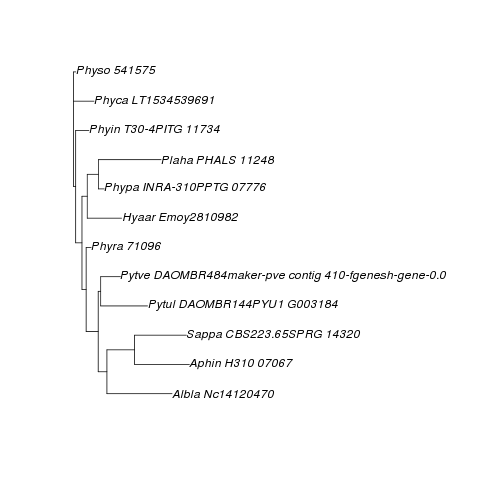 Physo 541575
Phyca LT1534539691
Phyin T30-4PITG 11734
Plaha PHALS 11248
Phypa INRA-310PPTG 07776
Hyaar Emoy2810982
Phyra 71096
Pytve DAOMBR484maker-pve contig 410-fgenesh-gene-0.0
Pytul DAOMBR144PYU1 G003184
Sappa CBS223.65SPRG 14320
Aphin H310 07067
Albla Nc14120470